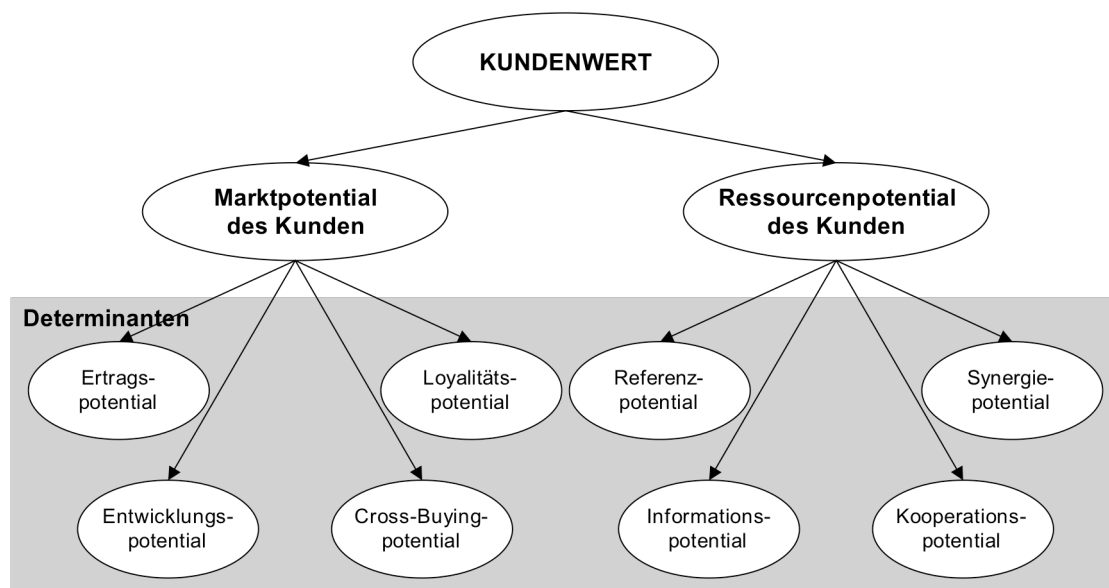 KUNDENWERT
Marktpotential
des Kunden
Ressourcenpotential
des Kunden
Determinanten
Ertrags-
potential
Loyalitäts-
potential
Referenz-
potential
Synergie-
potential
Entwicklungs-
potential
Cross-Buying-
potential
Informations-
potential
Kooperations-
potential